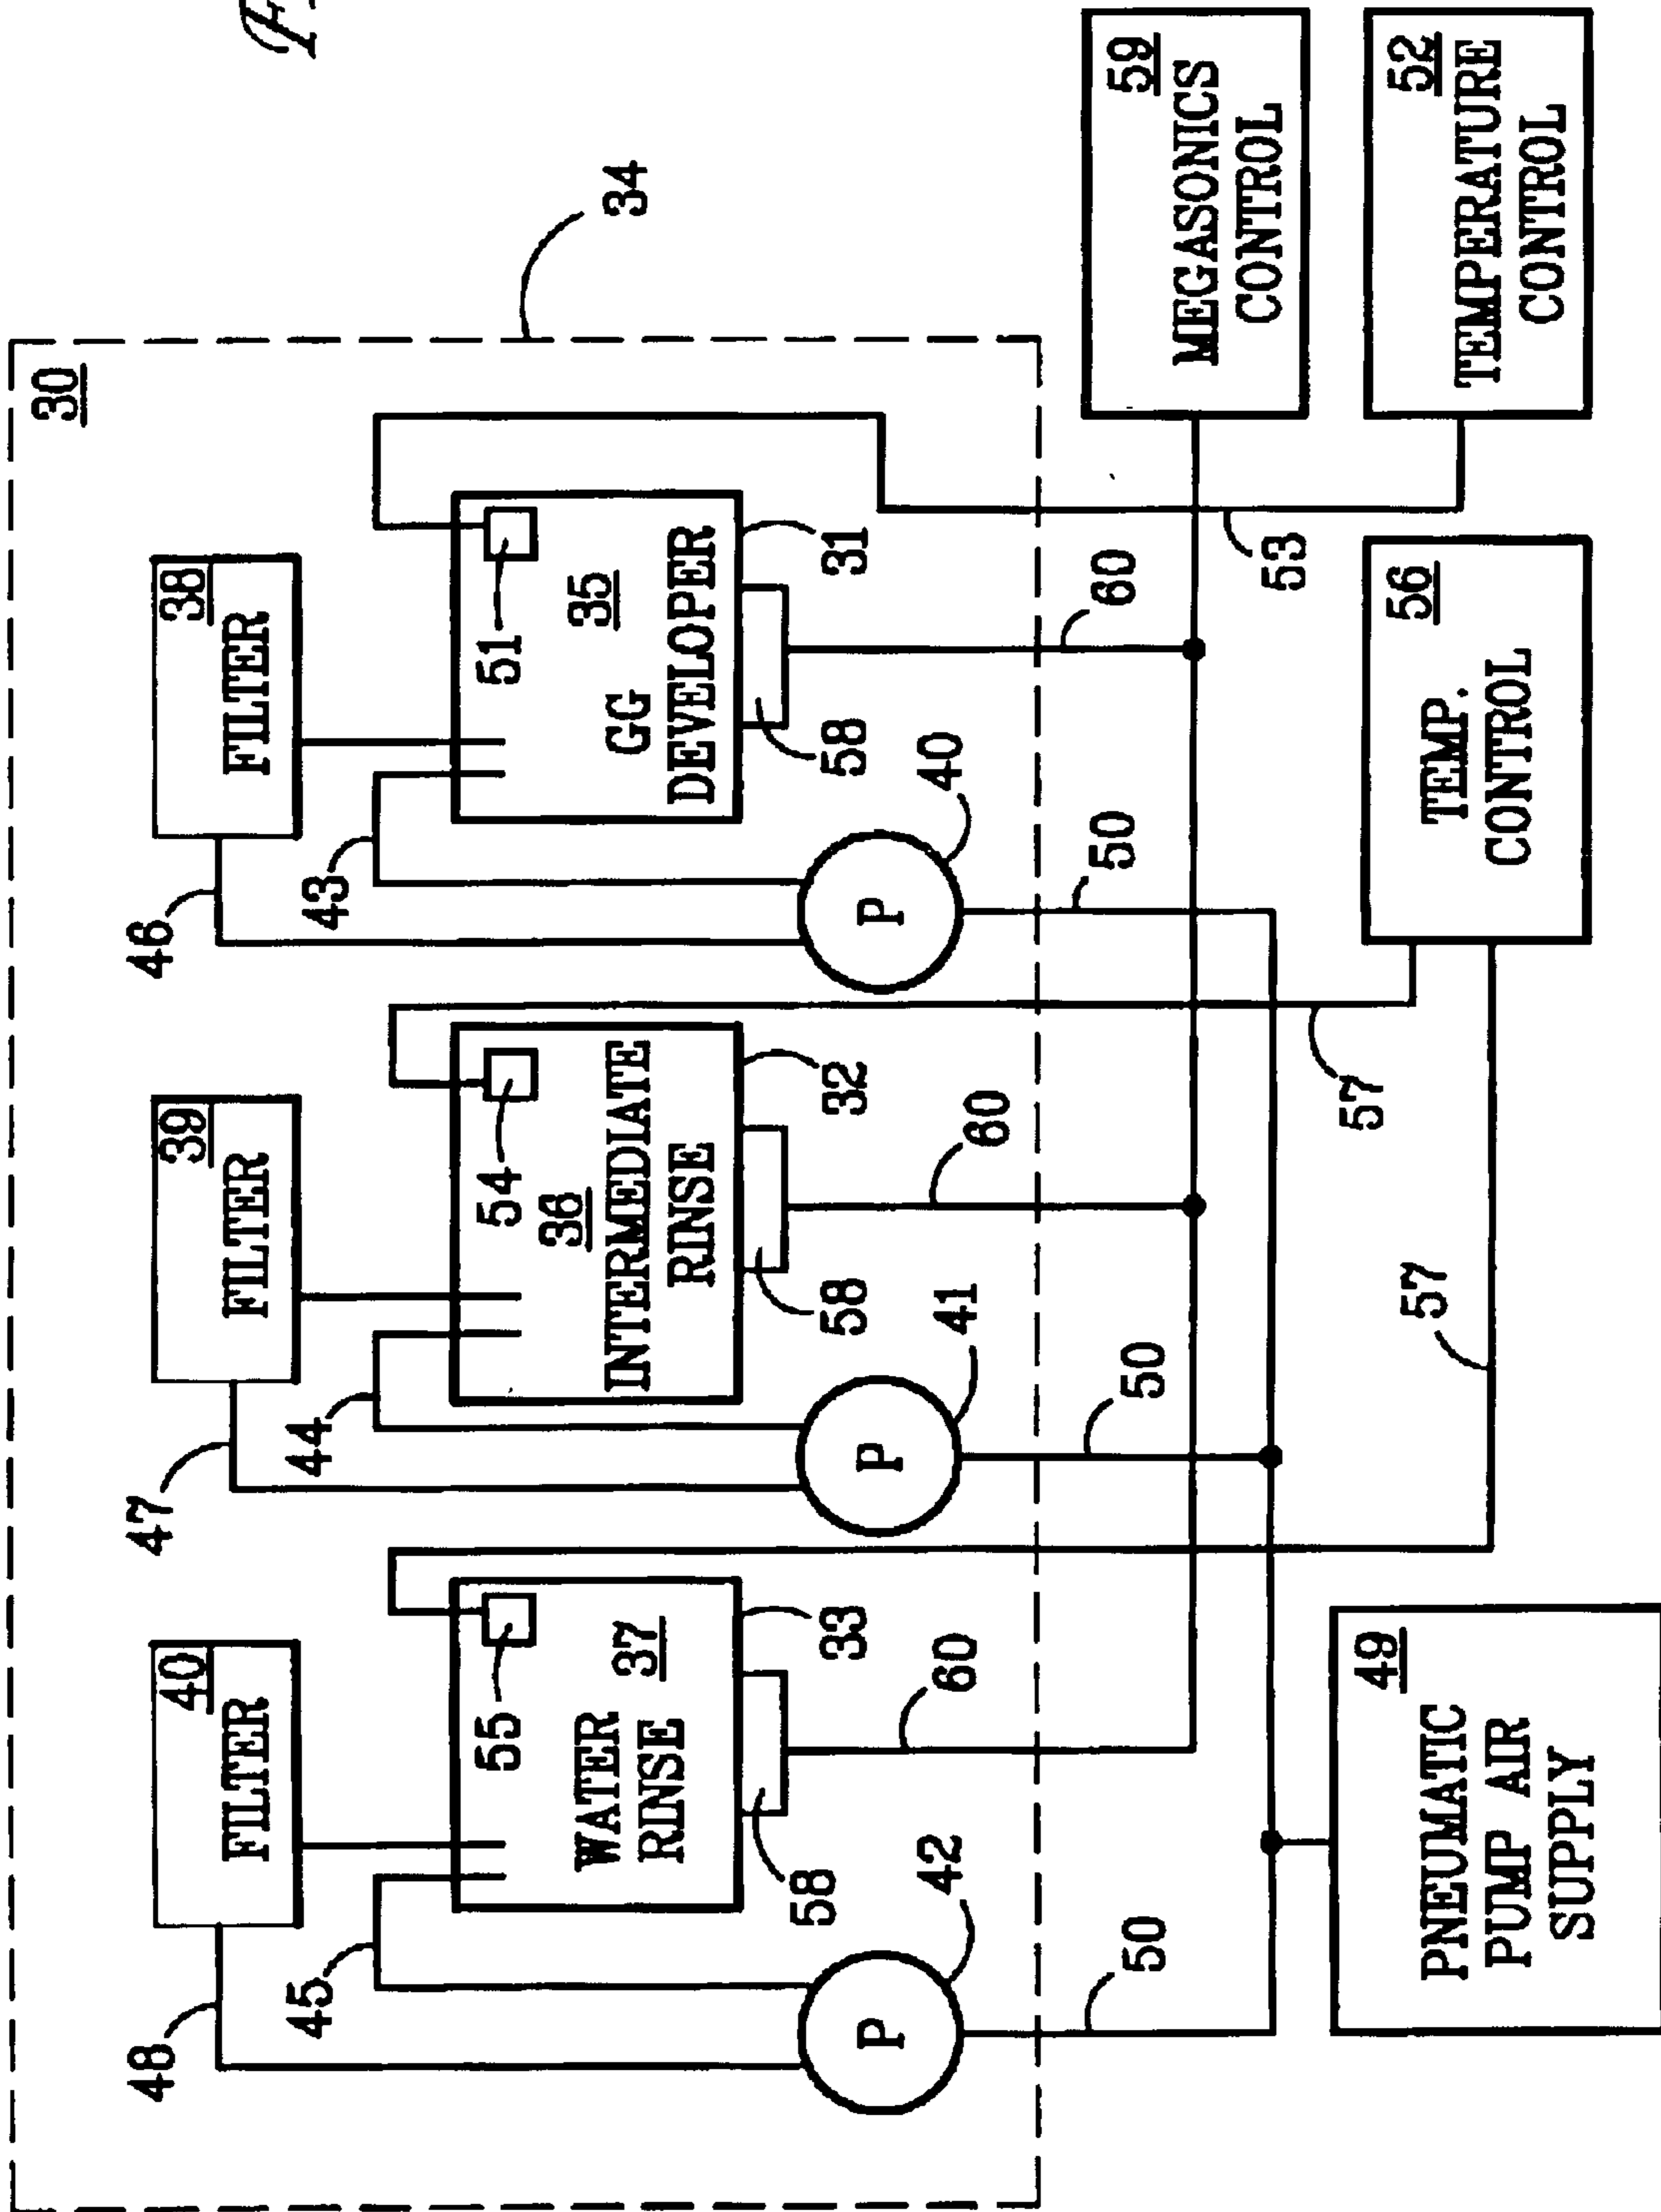 30
34
48
FILTER
40
47
FILTER
39
46
FILTER
38
45
44
43
55
WATER
RINSE
37
33
54
36
INTERMEDIATE
RINSE
32
51
35
GG
DEVELOPER
31
58
58
58
P
42
P
41
P
40
50
60
50
60
50
60
53
57
57
59
MEGASONICS
CONTROL
49
PNEUMATIC
PUMP AIR
SUPPLY
56
TEMP.
CONTROL
52
TEMPERATURE
CONTROL